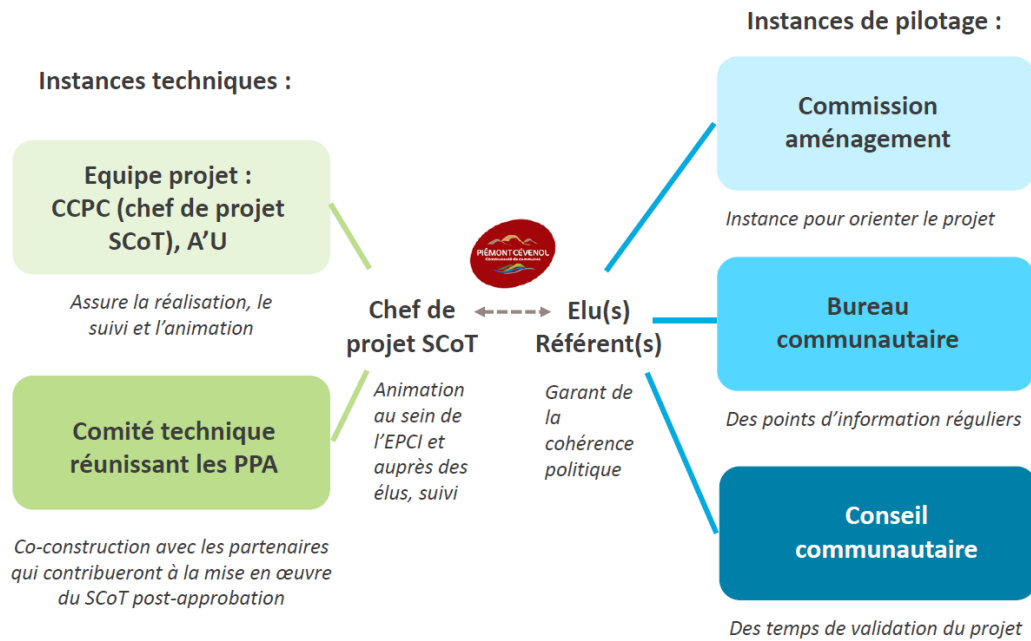 Instances techniques :
Equipe projet :
CCPC (chef de projet
SCoT), A’U
Assure la réalisation, le
suivi et l’animation
Comité technique
réunissant les PPA
Co-construction avec les partenaires
qui contribueront à la mise en œuvre
du SCoT post-approbation
PIÉMONT CÉVENOL
Communauté de communes
Chef de
projet SCoT
Animation
au sein de
l’EPCI et
auprès des
élus, suivi
Elu(s)
Référent(s)
Garant de
la
cohérence
politique
Instances de pilotage :
Commission
aménagement
Instance pour orienter le projet
Bureau
communautaire
Des points d’information réguliers
Conseil
communautaire
Des temps de validation du projet